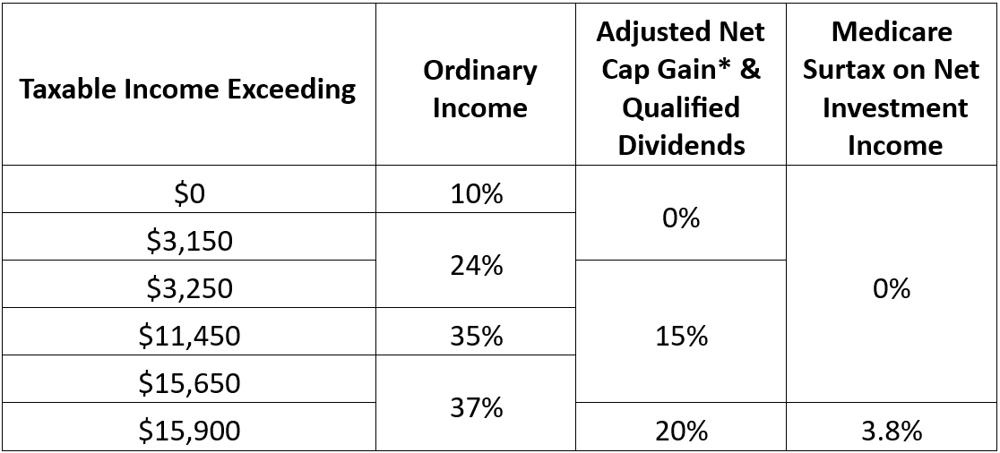 Taxable Income Exceeding
Ordinary
Income
Adjusted Net
Cap Gain* &
Qualified
Dividends
Medicare
Surtax on Net
Investment
Income
$0
10%
0%
0%
$3,150
24%
$3,250
15%
$11,450
35%
$15,650
37%
$15,900
20%
3.8%